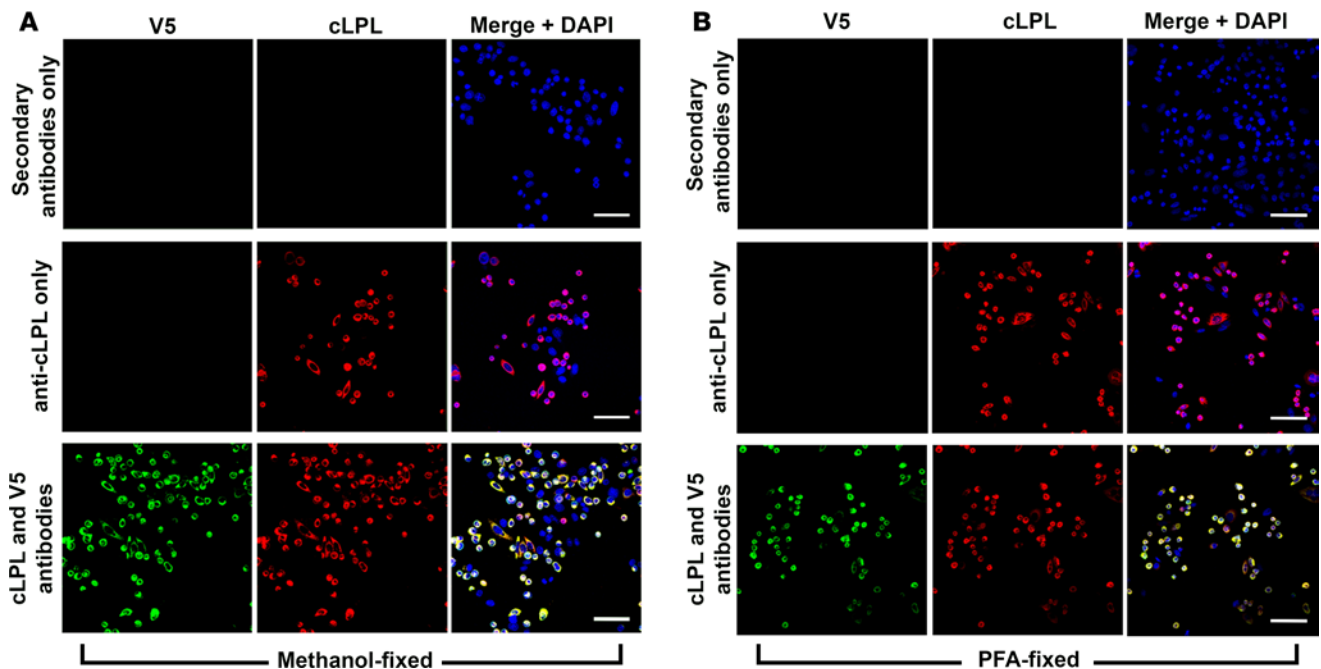 A
V5
cLPL
Merge + DAPI
Secondary
antibodies only
anti-cLPL only
cLPL and V5
antibodies
Methanol-fixed
B
V5
cLPL
Merge + DAPI
Secondary
antibodies only
anti-cLPL only
cLPL and V5
antibodies
PFA-fixed